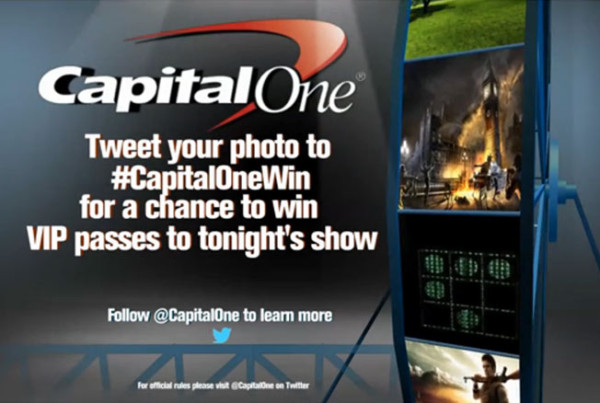 CapitalOne®
Tweet your photo to
#CapitalOneWin
for a chance to win
VIP passes to tonight's show
Follow @CapitalOne to learn more
For official rules please visit @CapitalOne on Twitter